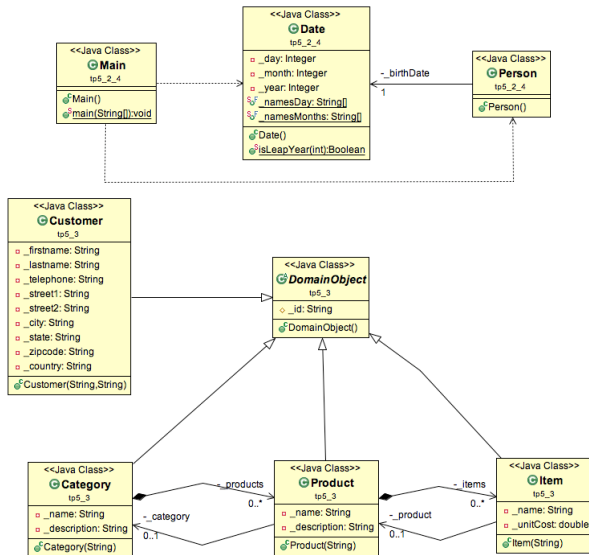 <<Java Class>>
Main
tp5_2_4
Main()
main(String[]):void
<<Java Class>>
Date
tp5_2_4
_day: Integer
_month: Integer
_year: Integer
_namesDay: String[]
_namesMonths: String[]
Date()
isLeapYear(int):Boolean
-_birthDate
1
<<Java Class>>
Person
tp5_2_4
Person()
<<Java Class>>
Customer
tp5_3
_firstname: String
_lastname: String
_telephone: String
_street1: String
_street2: String
_city: String
_state: String
_zipcode: String
_country: String
Customer(String,String)
<<Java Class>>
DomainObject
tp5_3
_id: String
DomainObject()
<<Java Class>>
Category
tp5_3
_name: String
_description: String
Category(String)
-_products
0..*
-_category
0..1
<<Java Class>>
Product
tp5_3
_name: String
_description: String
Product(String)
-_items
0..*
-_product
0..1
<<Java Class>>
Item
tp5_3
_name: String
_unitCost: double
Item(String)